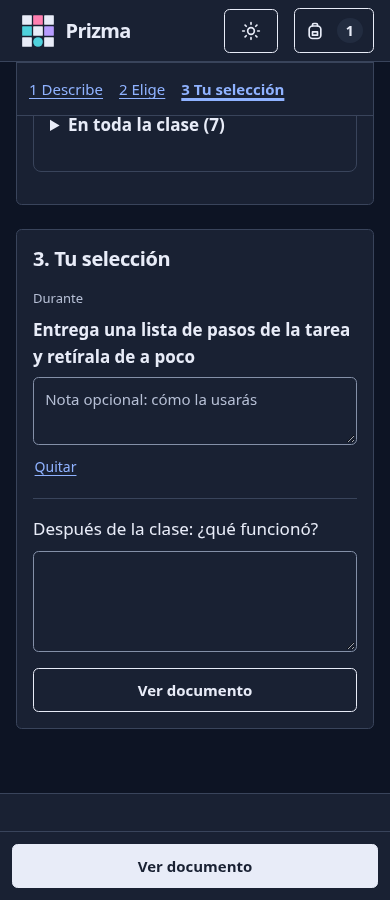 Prizma
1
1 Describe 2 Elige 3 Tu selección
En toda la clase (7)
3. Tu selección
Durante
Entrega una lista de pasos de la tarea
y retírala de a poco
Nota opcional: cómo la usarás
Quitar
Después de la clase: ¿qué funcionó?
Ver documento
Ver documento